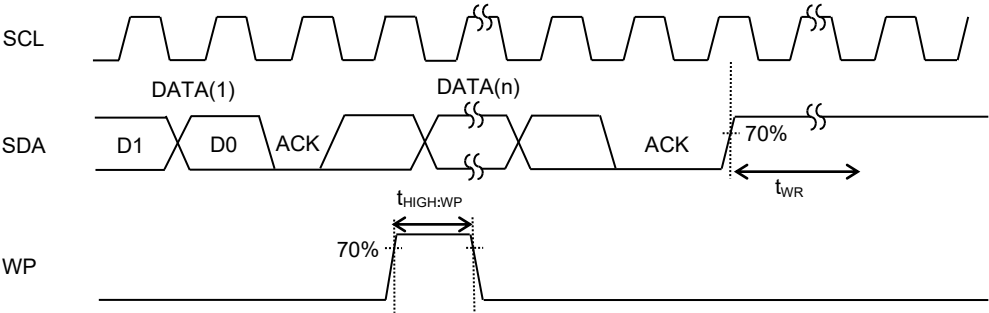 SCL
DATA(1) DATA(n)
SDA D1 D0 ACK ACK 70%
tWR
tHIGH:WP
70%
WP